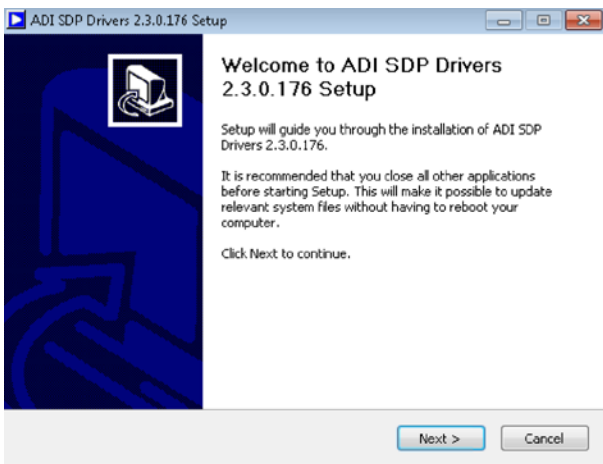 ADI SDP Drivers 2.3.0.176 Setup
Welcome to ADI SDP Drivers
2.3.0.176 Setup
Setup will guide you through the installation of ADI SDP
Drivers 2.3.0.176.
It is recommended that you close all other applications
before starting Setup. This will make it possible to update
relevant system files without having to reboot your
computer.
Click Next to continue.
Next >
Cancel